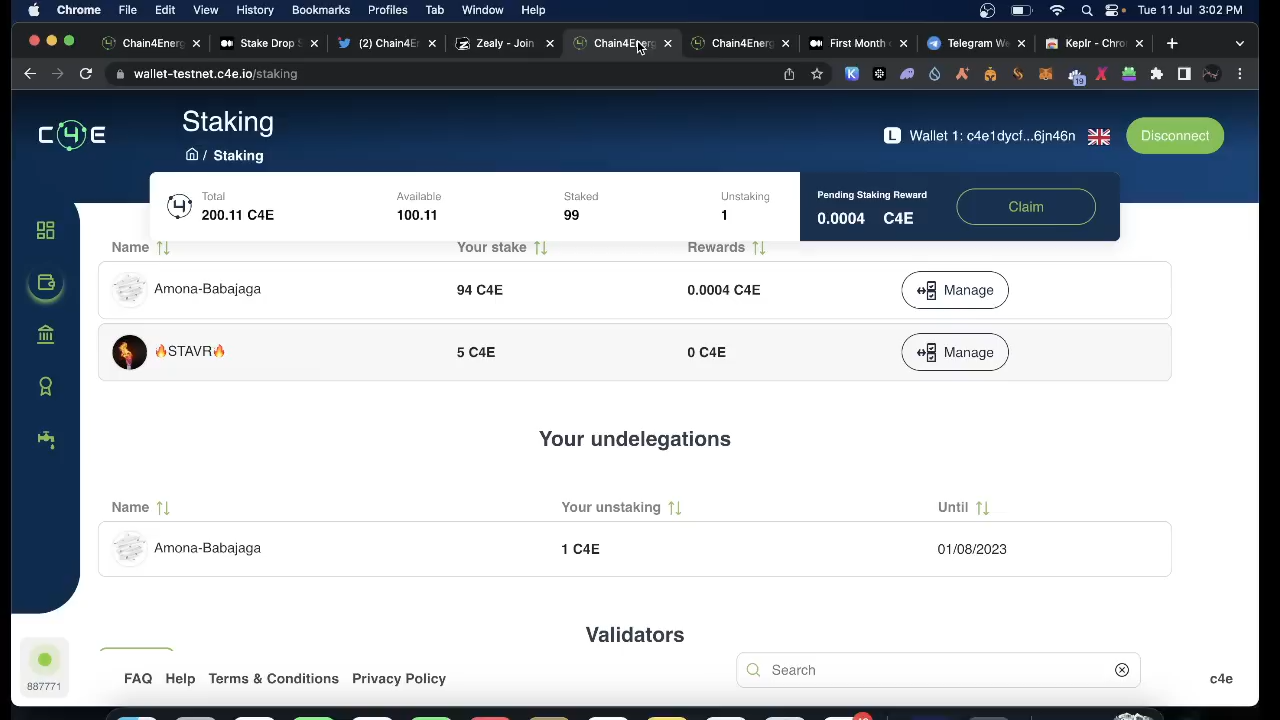 Chrome File Edit View History Bookmarks Profiles Tab Window Help Tue 11 Jul 3:02 PM
Chain4Energ Stake Drop S (2) Chain4E Zealy - Join Chain4Energ Chain4Energ First Month o Telegram We Keplr - Chro
wallet-testnet.c4e.io/staking
19
C4E
Staking
/ Staking
L Wallet 1: c4e1dycf...6jn46n
Disconnect
Total
200.11 C4E
Available
100.11
Staked
99
Unstaking
1
Pending Staking Reward
0.0004 C4E
Claim
Name Your stake Rewards
Amona-Babajaga 94 C4E 0.0004 C4E Manage
🔥STAVR🔥 5 C4E 0 C4E Manage
Your undelegations
Name Your unstaking Until
Amona-Babajaga 1 C4E 01/08/2023
Validators
Search
887771
FAQ Help Terms & Conditions Privacy Policy c4e